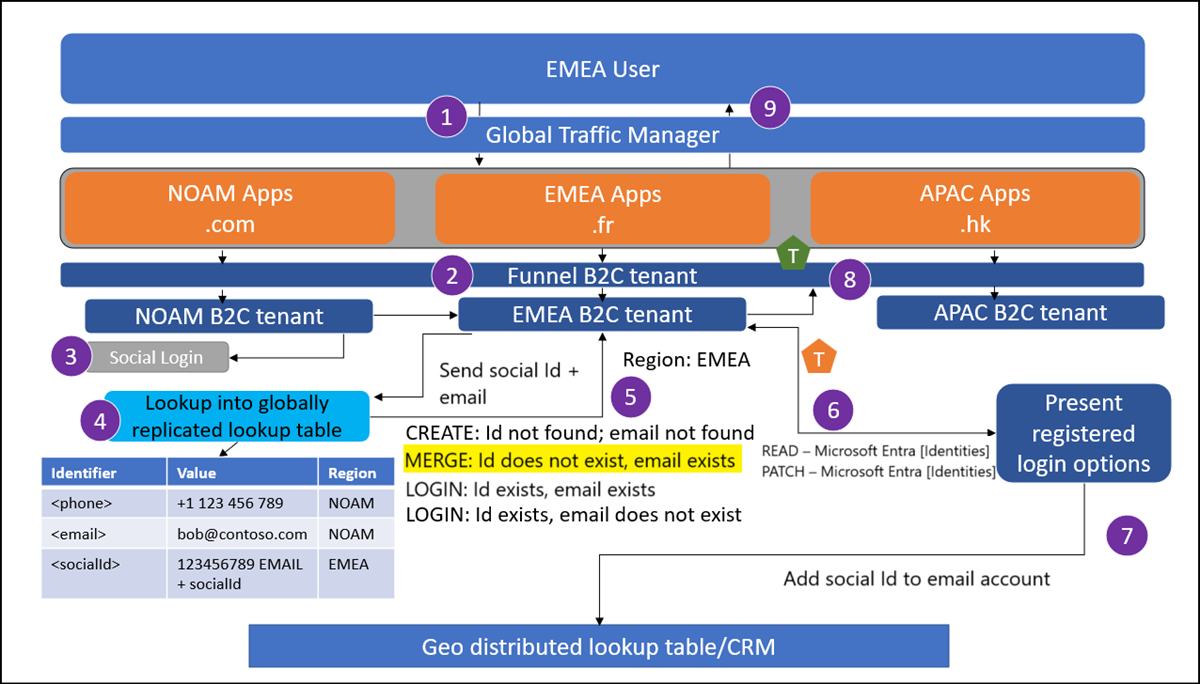 EMEA User
1
9
Global Traffic Manager
NOAM Apps
.com
EMEA Apps
.fr
APAC Apps
.hk
T
2
Funnel B2C tenant
8
NOAM B2C tenant
EMEA B2C tenant
APAC B2C tenant
3
Social Login
Send social Id +
email
Region: EMEA
T
4
Lookup into globally
replicated lookup table
5
6
Present
registered
login options
CREATE: Id not found; email not found
MERGE: Id does not exist, email exists
LOGIN: Id exists, email exists
LOGIN: Id exists, email does not exist
READ – Microsoft Entra [Identities]
PATCH – Microsoft Entra [Identities]
Identifier Value Region
<phone> +1 123 456 789 NOAM
<email> bob@contoso.com NOAM
<socialId> 123456789 EMAIL EMEA
+ socialId
7
Add social Id to email account
Geo distributed lookup table/CRM